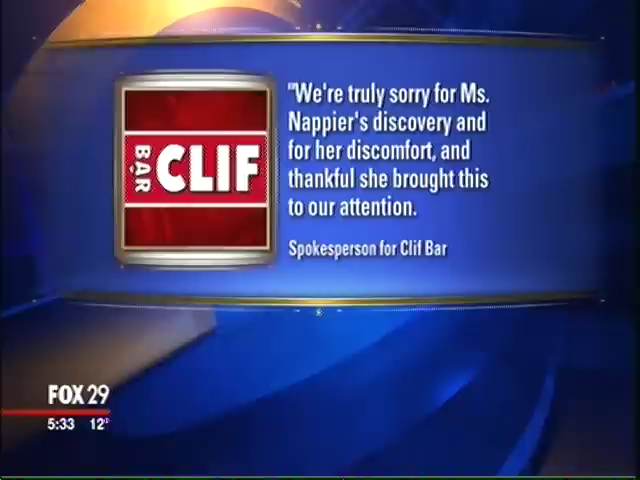 BAR CLIF
"We're truly sorry for Ms.
Nappier's discovery and
for her discomfort, and
thankful she brought this
to our attention.
Spokesperson for Clif Bar
FOX 29
5:33 12°